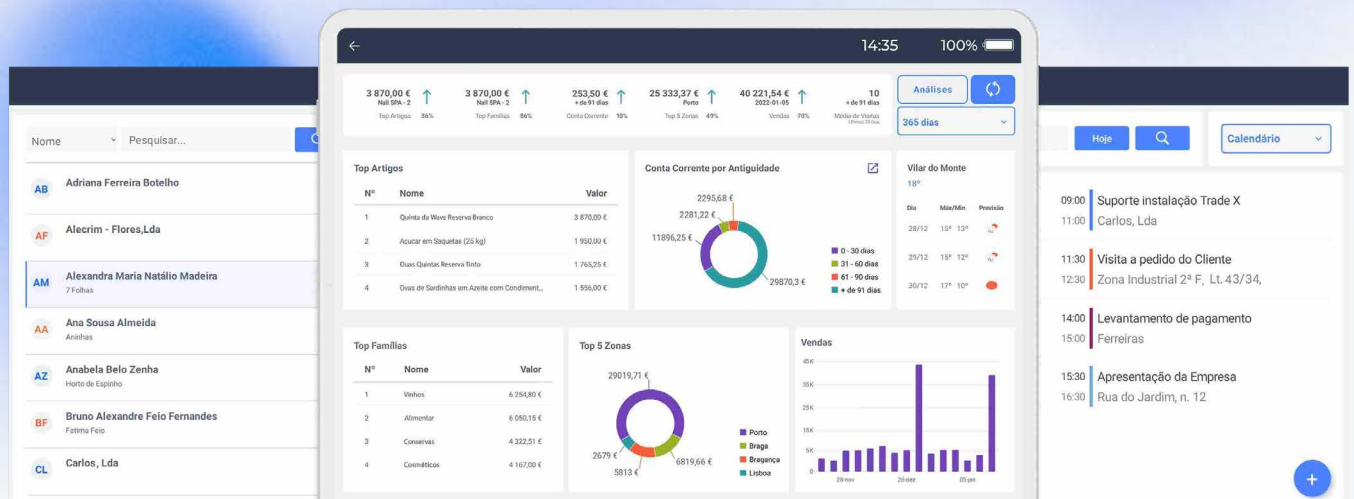 Nome
Pesquisar...
AB
Adriana Ferreira Botelho
AF
Alecrim - Flores,Lda
AM
Alexandra Maria Natálio Madeira
7 Folhas
AA
Ana Sousa Almeida
Aninhas
AZ
Anabela Belo Zenha
Horto de Espinho
BF
Bruno Alexandre Feio Fernandes
Fatima Feio
CL
Carlos, Lda
14:35 100%
3 870,00 €
Nail SPA - 2
Top Artigos 36%
3 870,00 €
Nail SPA - 2
Top Famílias 86%
253,50 €
+ de 91 dias
Conta Corrente 10%
25 333,37 €
Porto
Top 5 Zonas 49%
40 221,54 €
2022-01-05
Vendas 70%
10
+ de 91 dias
Média de Visitas
Análises
365 dias
Top Artigos
Nº Nome Valor
1 Quinta da Wave Reserva Branco 3 870,00 €
2 Açucar em Saquetas (25 kg) 1 950,00 €
3 Duas Quintas Reserva Tinto 1 765,25 €
4 Ovas de Sardinhas em Azeite com Condiment... 1 556,00 €
Conta Corrente por Antiguidade
2295,68 €
2281,22 €
11896,25 €
29870,3 €
0 - 30 dias
31 - 60 dias
61 - 90 dias
+ de 91 dias
Vilar do Monte
18º
Dia Máx/Min Previsão
28/12 15º 13º
29/12 15º 12º
30/12 17º 10º
Top Famílias
Nº Nome Valor
1 Vinhos 6 254,80 €
2 Alimentar 6 050,15 €
3 Conservas 4 322,51 €
4 Cosméticos 4 167,00 €
Top 5 Zonas
29019,71 €
2679 €
5813 €
6819,66 €
Porto
Braga
Bragança
Lisboa
Vendas
45K
35K
25K
15K
5K
0
28-nov 26-dez 05-jan
Hoje
Calendário
09:00 Suporte instalação Trade X
11:00 Carlos, Lda
11:30 Visita a pedido do Cliente
12:30 Zona Industrial 2ª F, Lt. 43/34,
14:00 Levantamento de pagamento
15:00 Ferreiras
15:30 Apresentação da Empresa
16:30 Rua do Jardim, n. 12
+